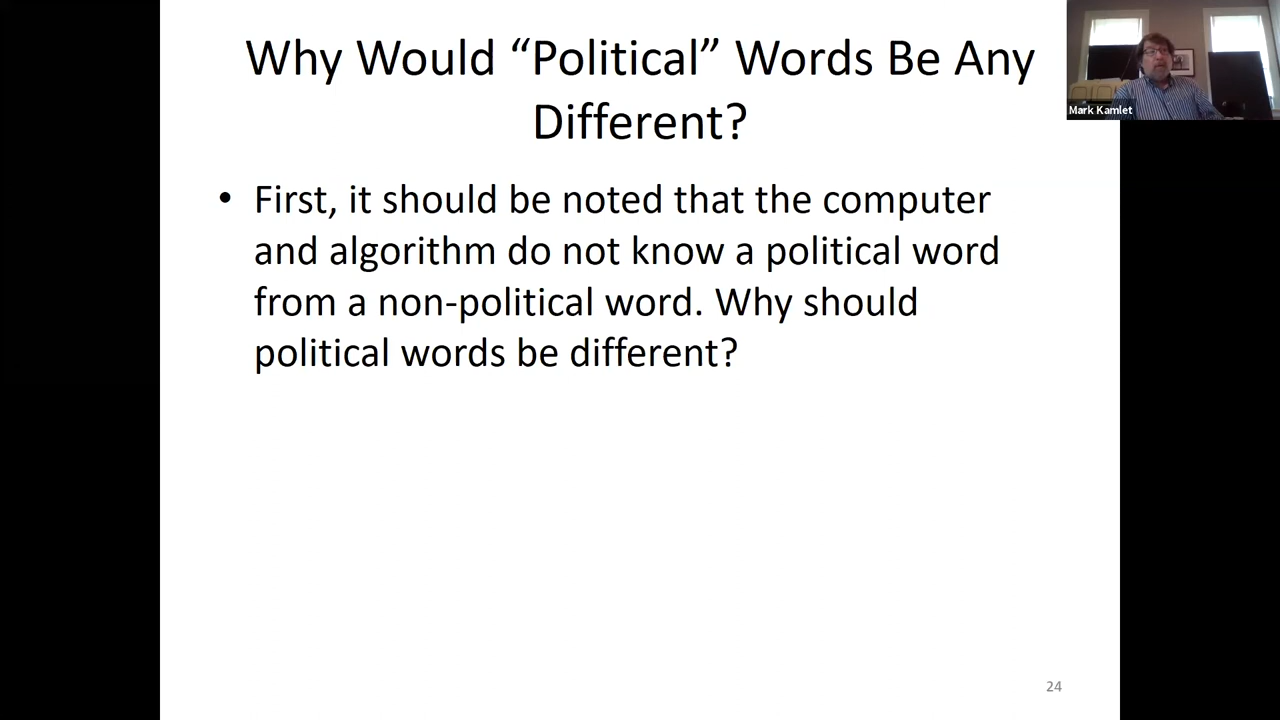 Why Would “Political” Words Be Any
Different?
• First, it should be noted that the computer
and algorithm do not know a political word
from a non-political word. Why should
political words be different?
Mark Kamlet
24